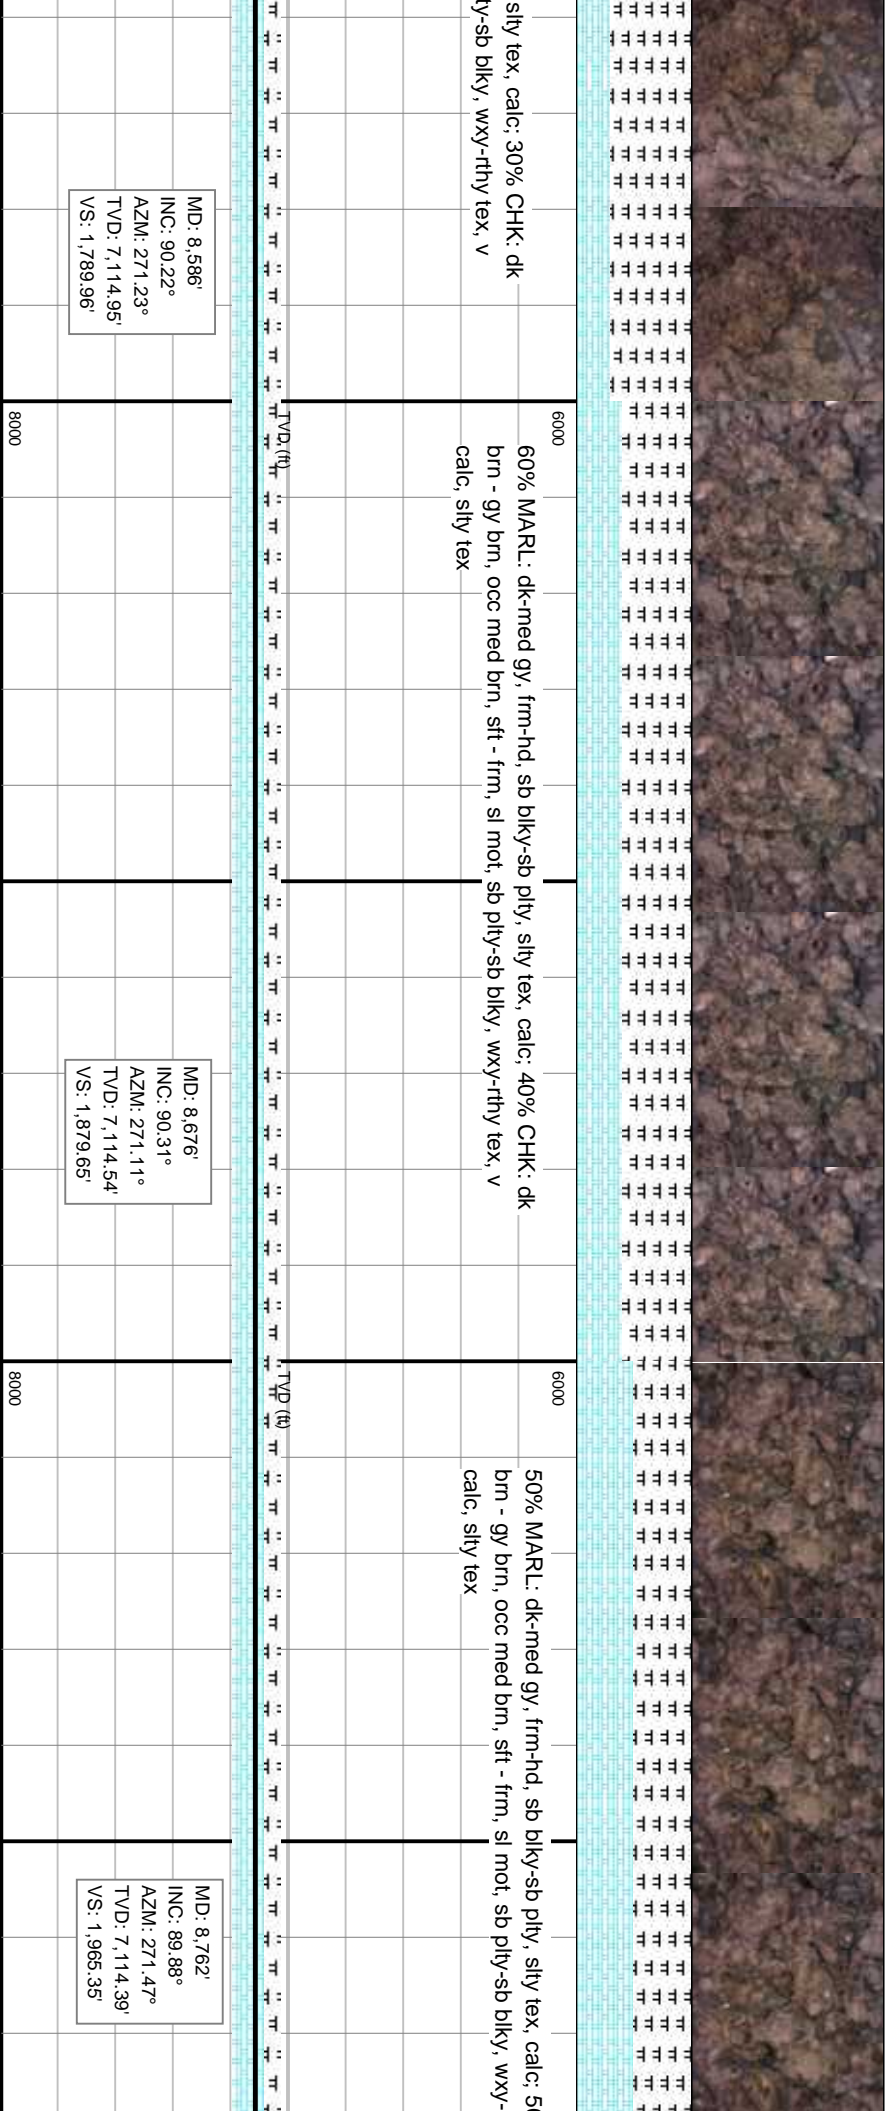 slty tex, calc; 30% CHK: dk
ty-sb blky, wxy-rthy tex, v
MD: 8,586'
INC: 90.22°
AZM: 271.23°
TVD: 7,114.95'
VS: 1,789.96'
6000
TVD (ft)
8000
60% MARL: dk-med gy, frm-hd, sb blky-sb plty, slty tex, calc; 40% CHK: dk
brn - gy brn, occ med brn, sft - frm, sl mot, sb plty-sb blky, wxy-rthy tex, v
calc, slty tex
MD: 8,676'
INC: 90.31°
AZM: 271.11°
TVD: 7,114.54'
VS: 1,879.65'
6000
TVD (ft)
8000
50% MARL: dk-med gy, frm-hd, sb blky-sb plty, slty tex, calc;
brn - gy brn, occ med brn, sft - frm, sl mot, sb plty-sb blky, wxy-
calc, slty tex
MD: 8,762'
INC: 89.88°
AZM: 271.47°
TVD: 7,114.39'
VS: 1,965.35'